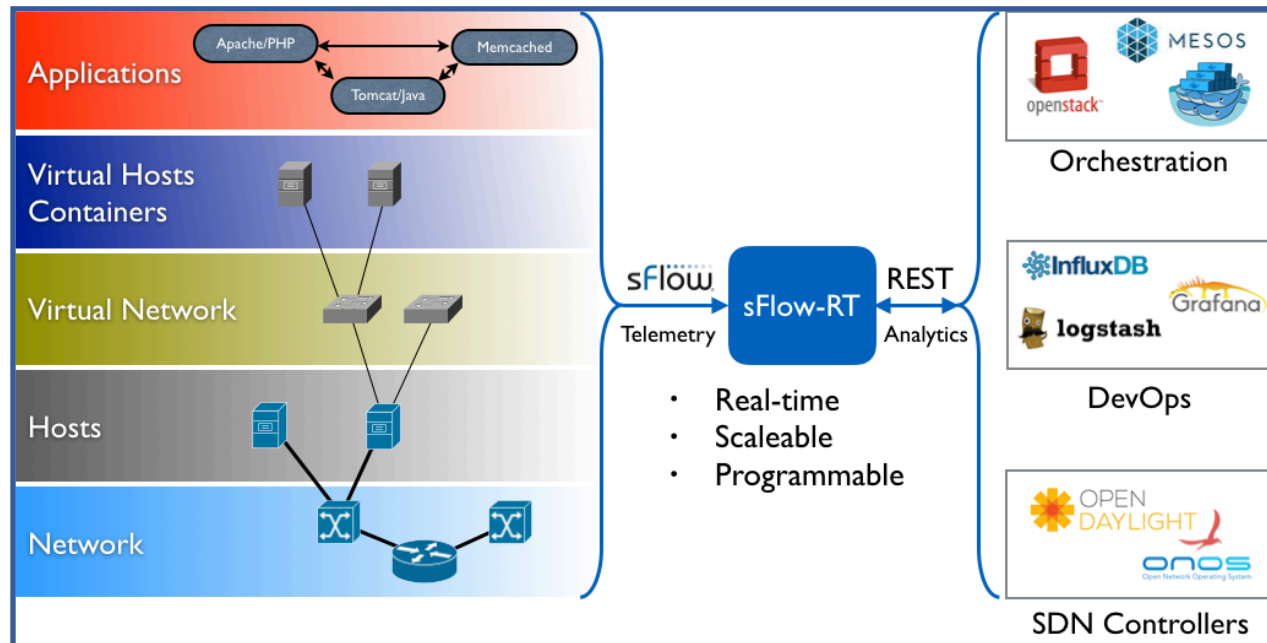 Applications
Apache/PHP
Memcached
Tomcat/Java
Virtual Hosts
Containers
Virtual Network
Hosts
Network
sFlow
Telemetry
sFlow-RT
REST
Analytics
· Real-time
· Scaleable
· Programmable
openstack™
MESOS
Orchestration
InfluxDB
Grafana
logstash
DevOps
OPEN
DAYLIGHT
onos
Open Network Operating System
SDN Controllers